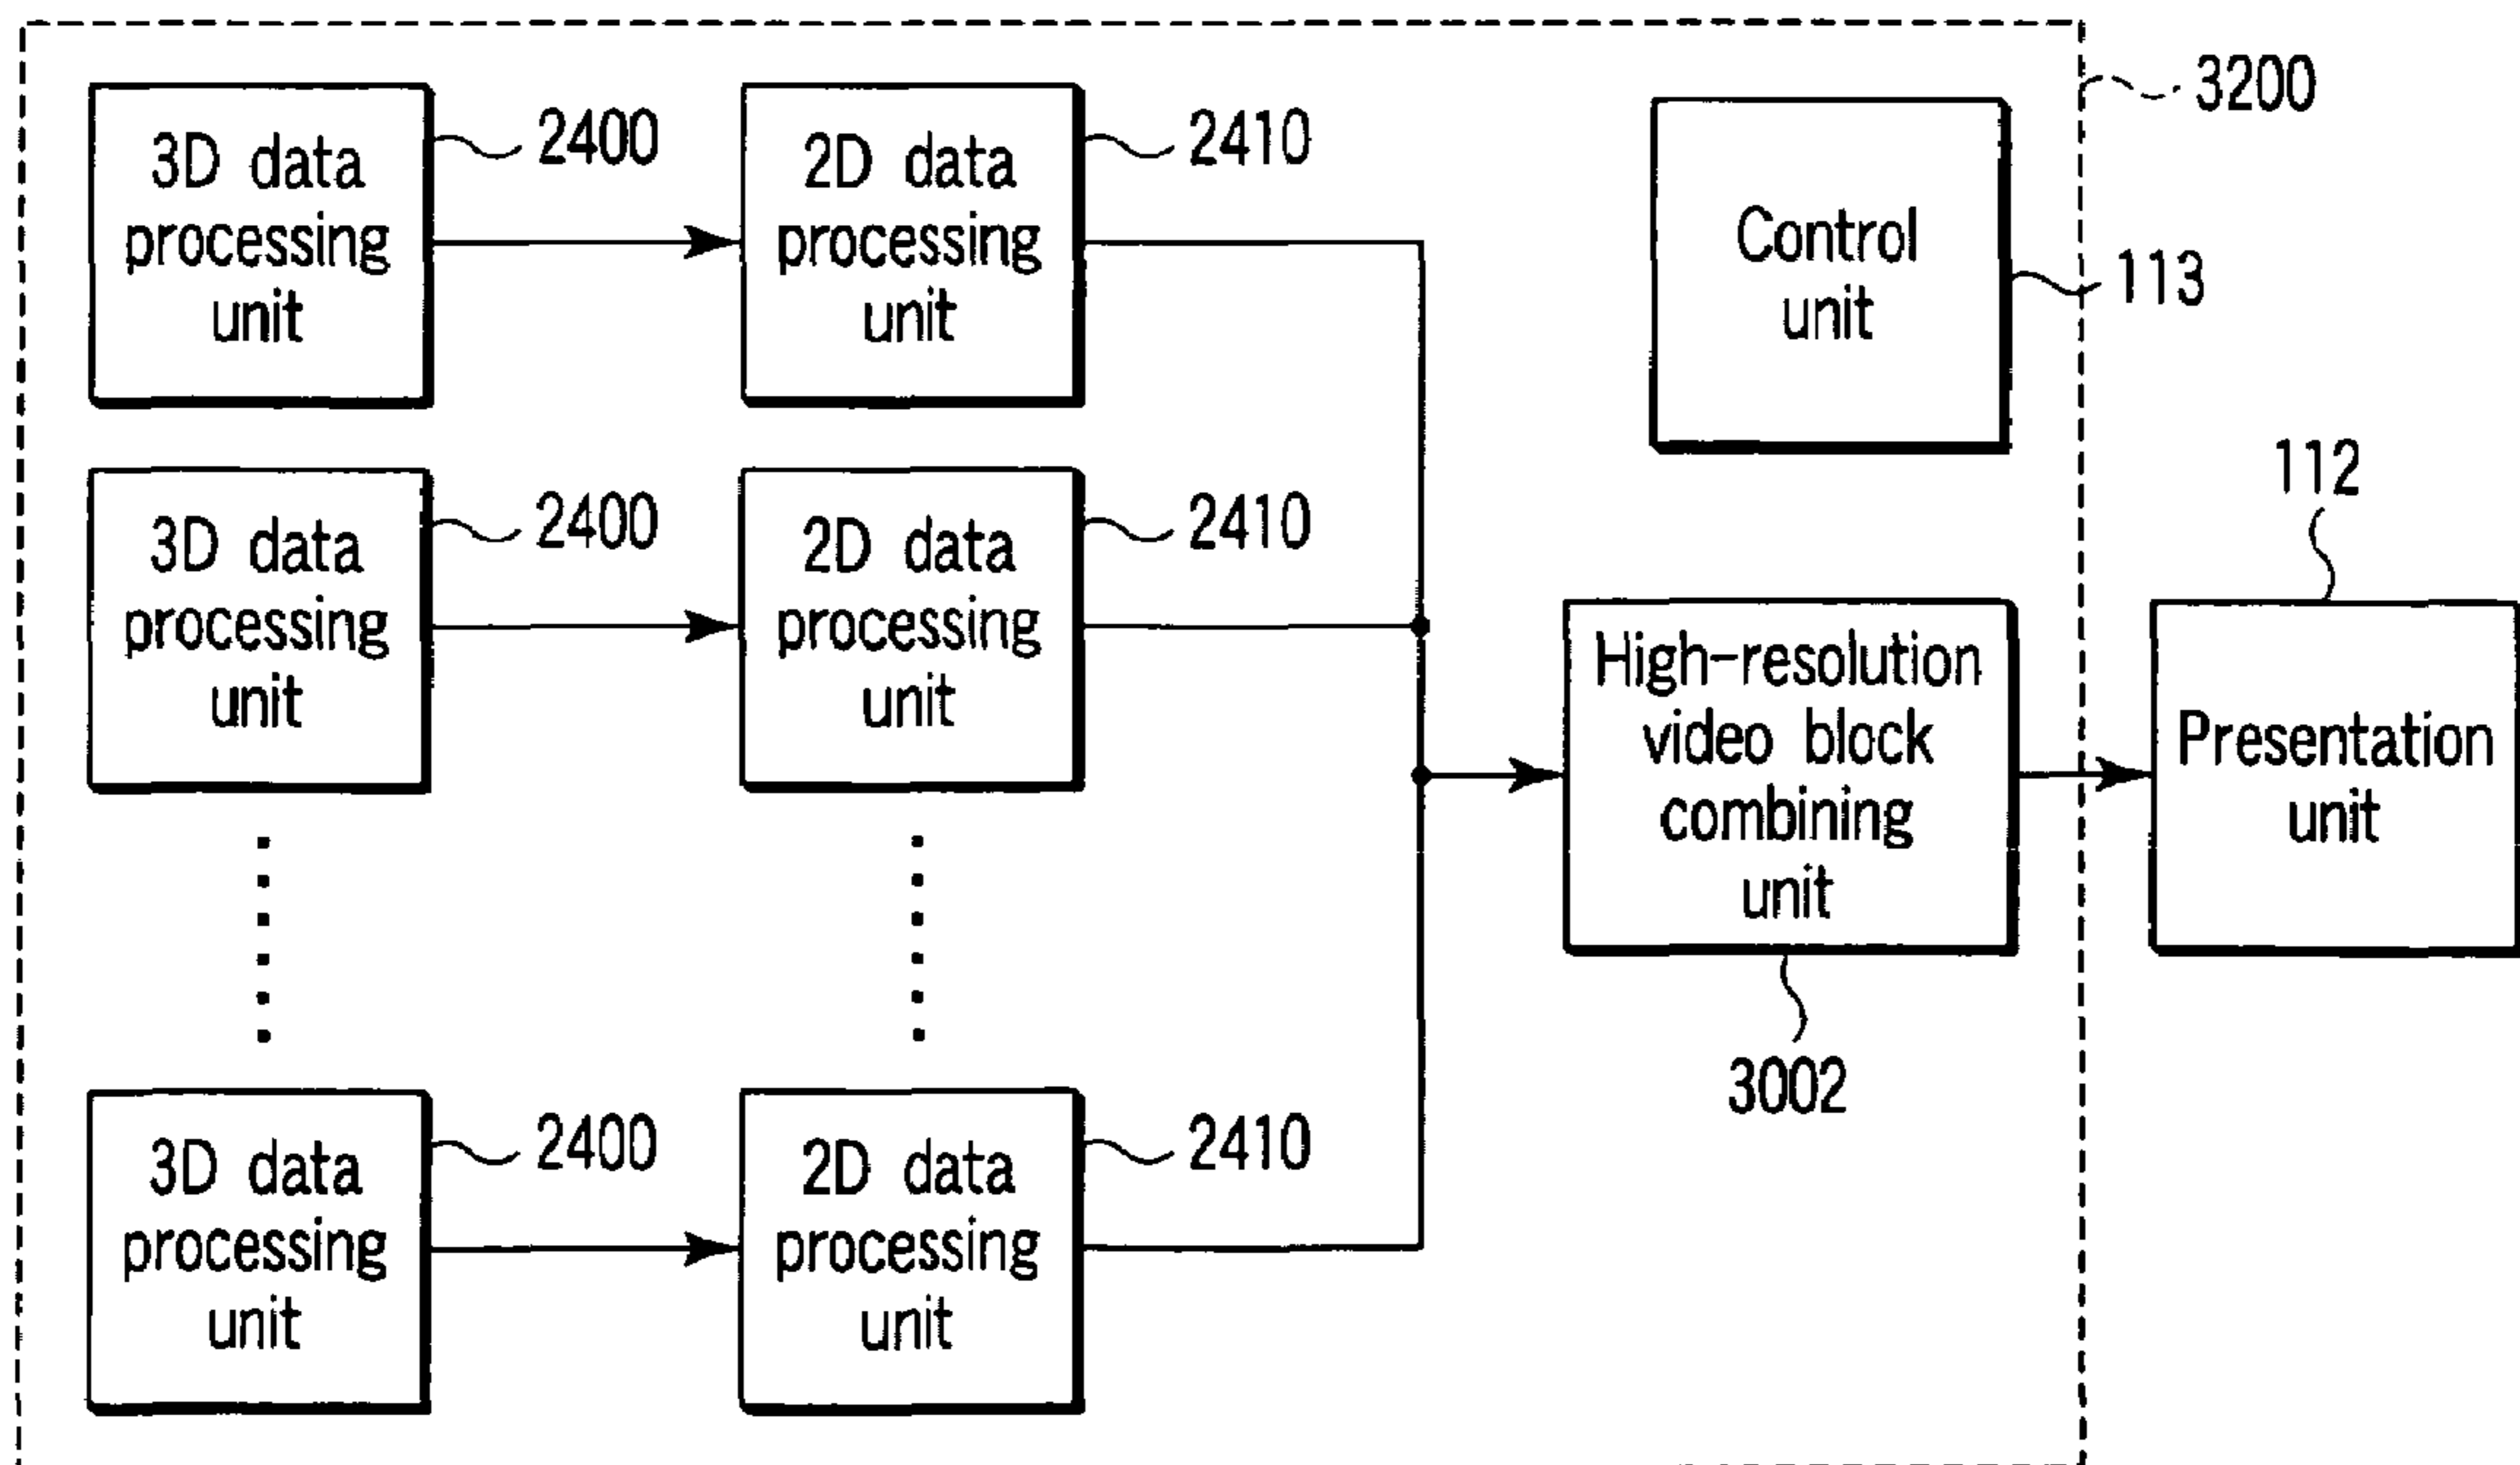 3D data
processing
unit
2400
2D data
processing
unit
2410
Control
unit
113
3200
3D data
processing
unit
2400
2D data
processing
unit
2410
High-resolution
video block
combining
unit
3002
112
Presentation
unit
3D data
processing
unit
2400
2D data
processing
unit
2410